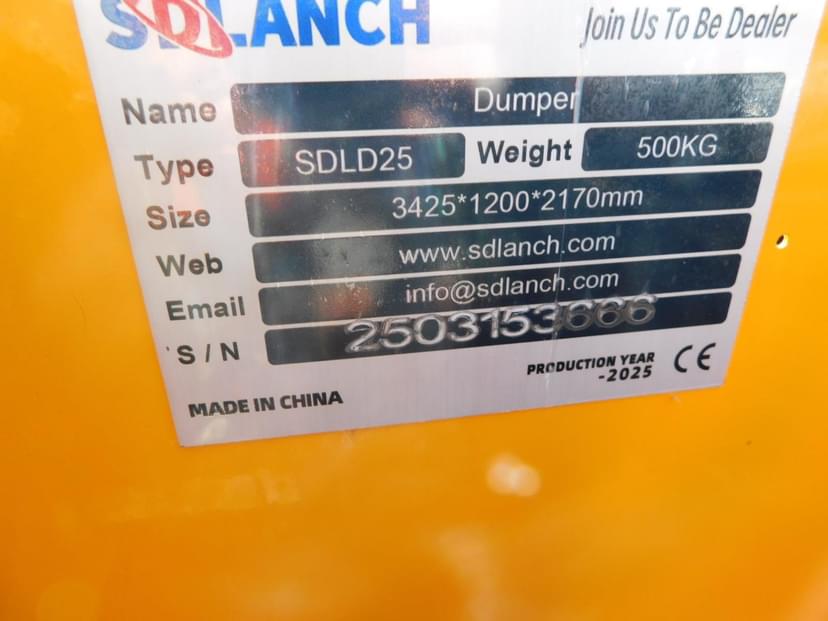 SDLANCH
Join Us To Be Dealer
Name Dumper
Type SDLD25 Weight 500KG
Size 3425*1200*2170mm
Web www.sdlanch.com
Email info@sdlanch.com
S/N 2503153666
PRODUCTION YEAR
-2025 CE
MADE IN CHINA